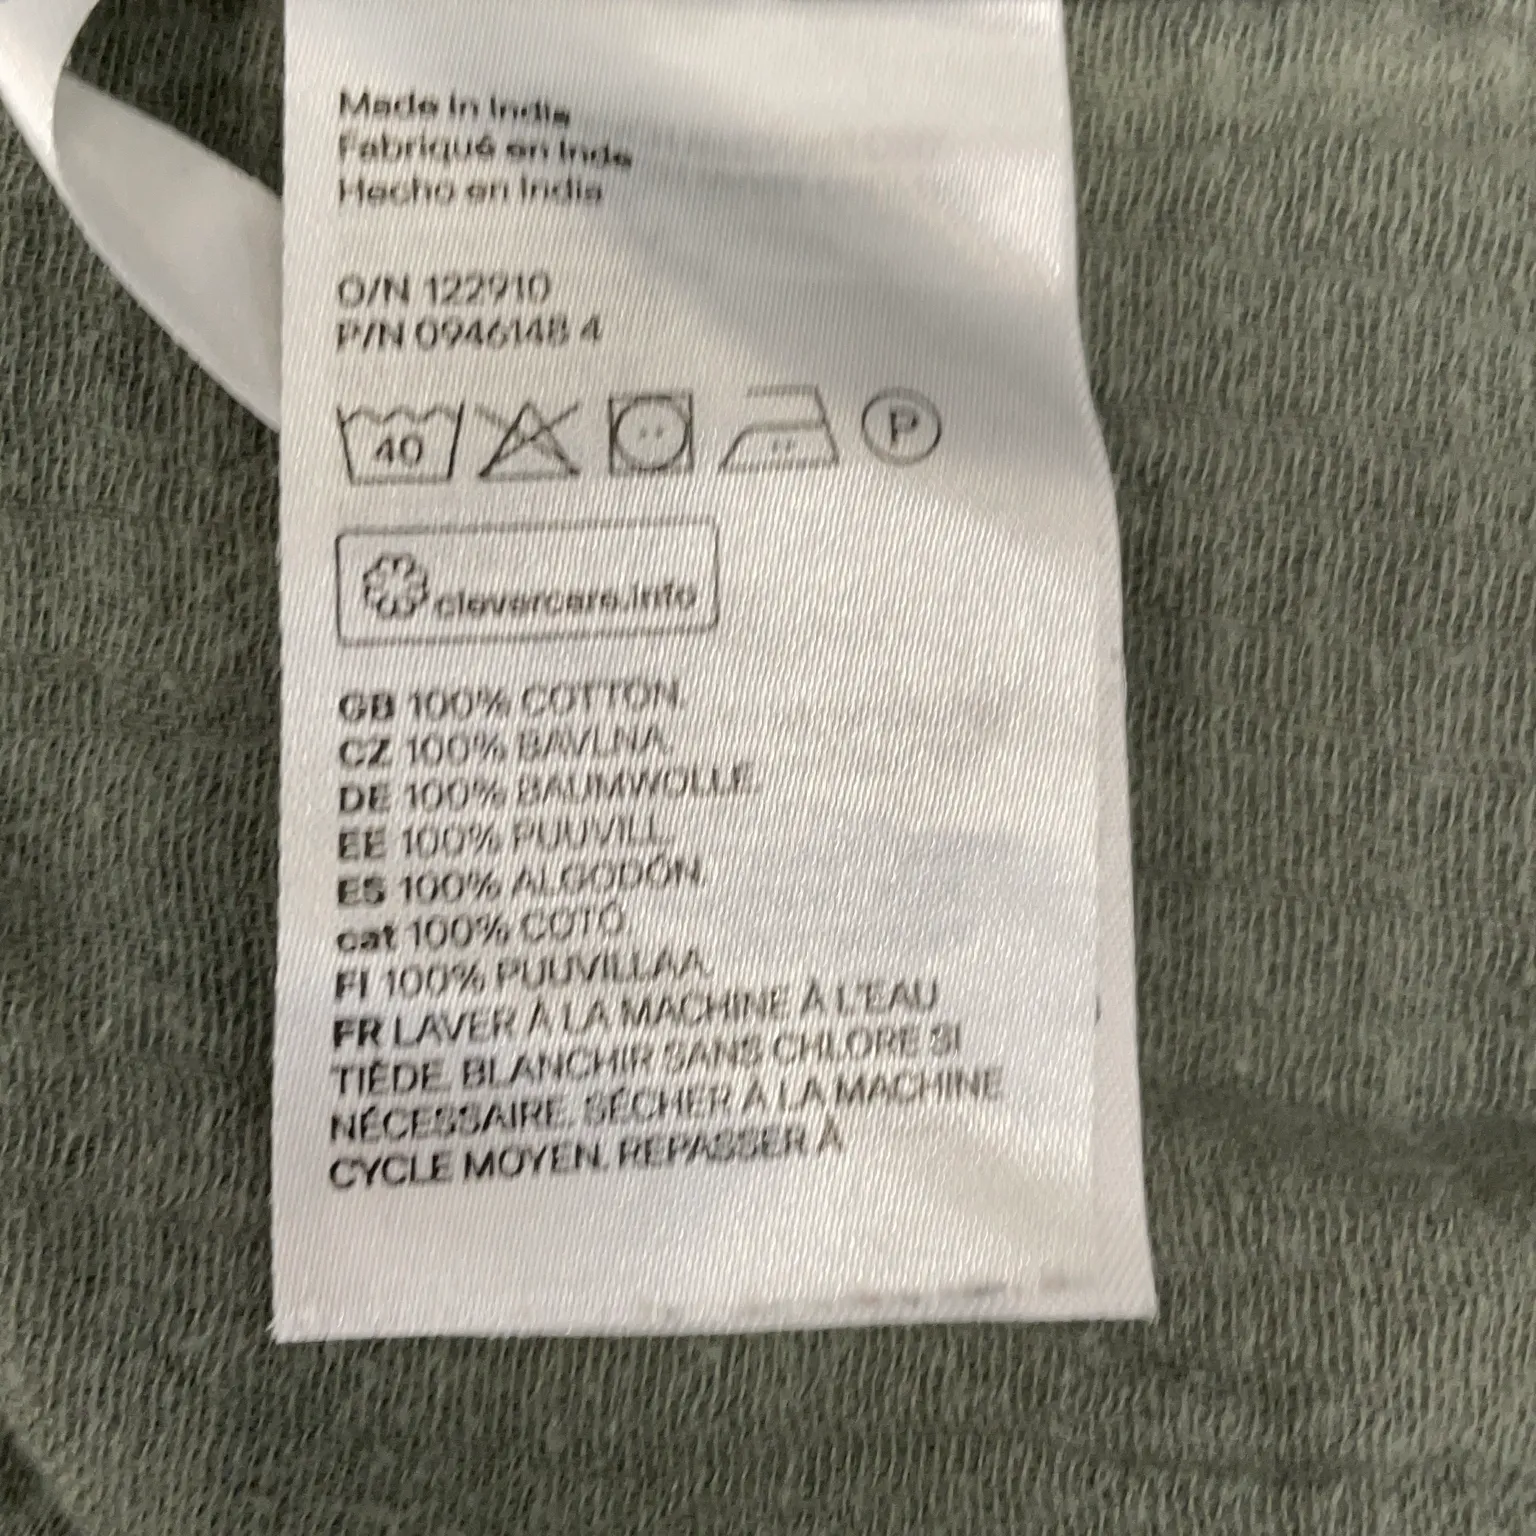 Made in India
Fabriqué en Inde
Hecho en India
O/N 122910
P/N 0946148 4
40 P
clevercare.info
GB 100% COTTON.
CZ 100% BAVLNA.
DE 100% BAUMWOLLE.
EE 100% PUUVILL.
ES 100% ALGODÓN.
cat 100% COTÓ.
FI 100% PUUVILLAA.
FR LAVER À LA MACHINE À L'EAU
TIÈDE. BLANCHIR SANS CHLORE SI
NÉCESSAIRE. SÉCHER À LA MACHINE
CYCLE MOYEN. REPASSER À